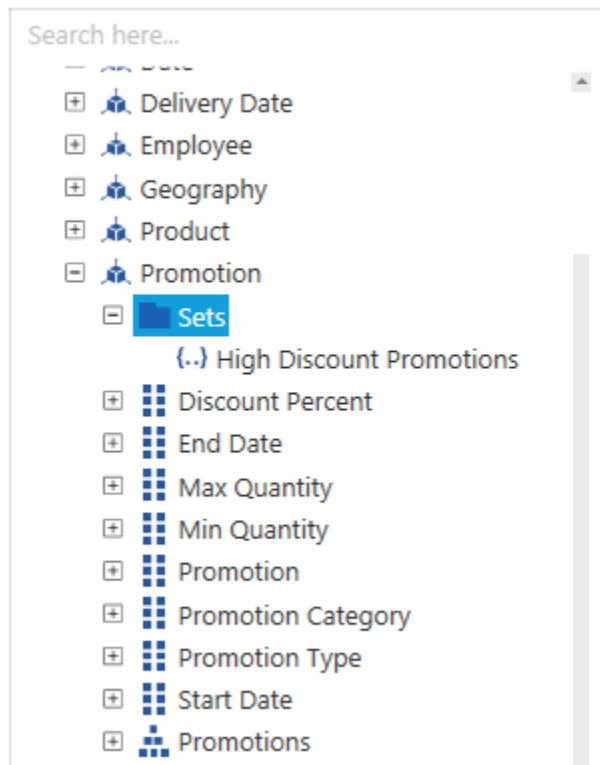 Search here...
Delivery Date
Employee
Geography
Product
Promotion
Sets
{..} High Discount Promotions
Discount Percent
End Date
Max Quantity
Min Quantity
Promotion
Promotion Category
Promotion Type
Start Date
Promotions